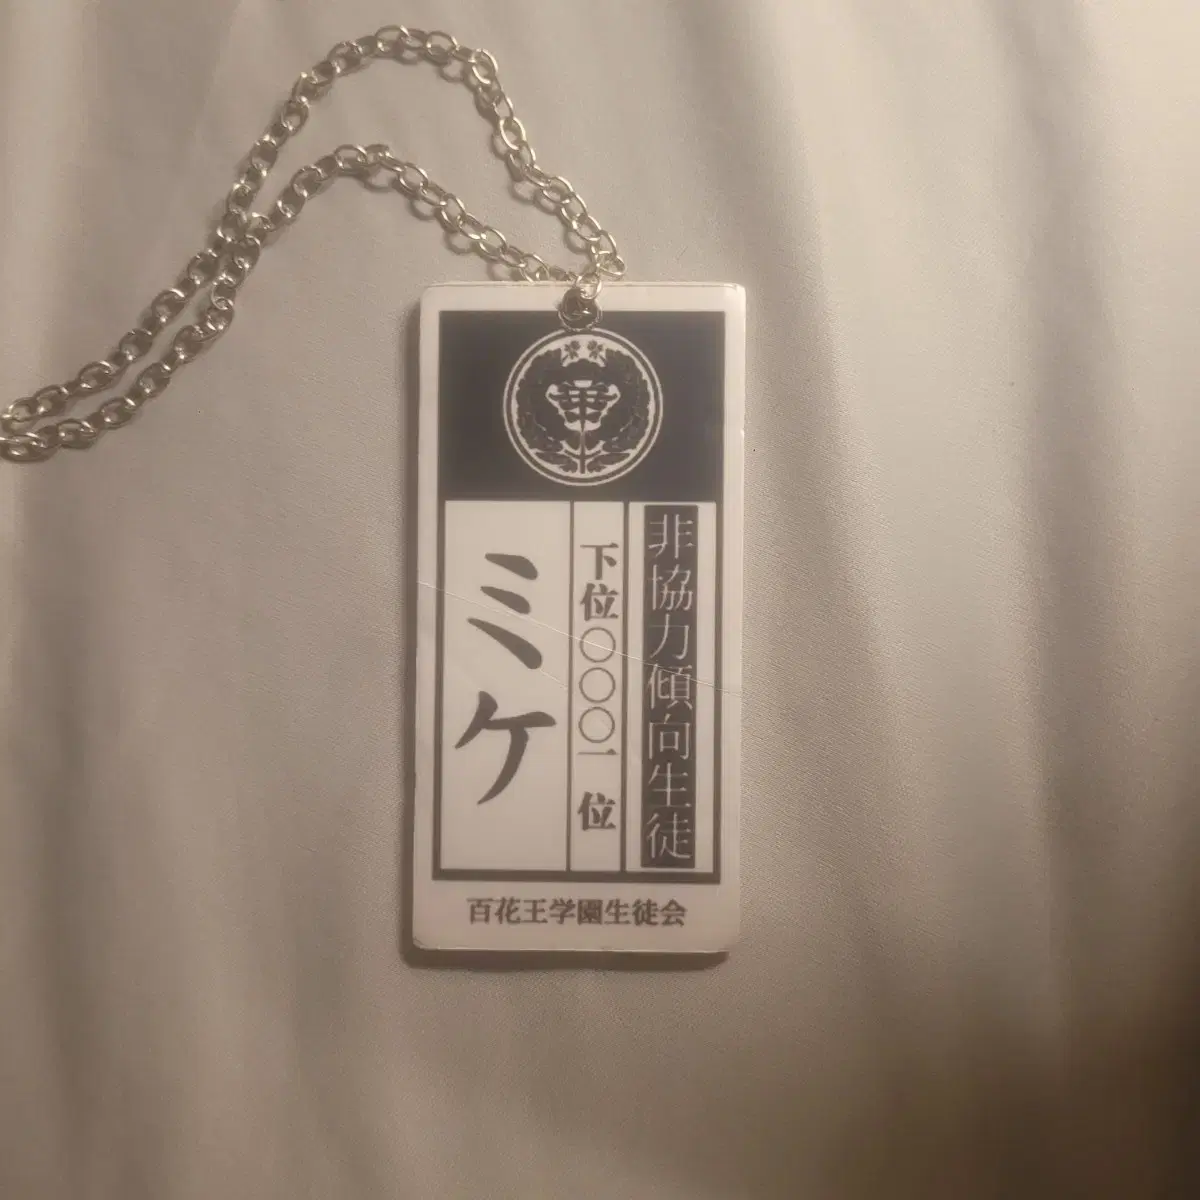 華
非協力傾向生徒
下位〇〇〇一位
ミケ
百花王学園生徒会